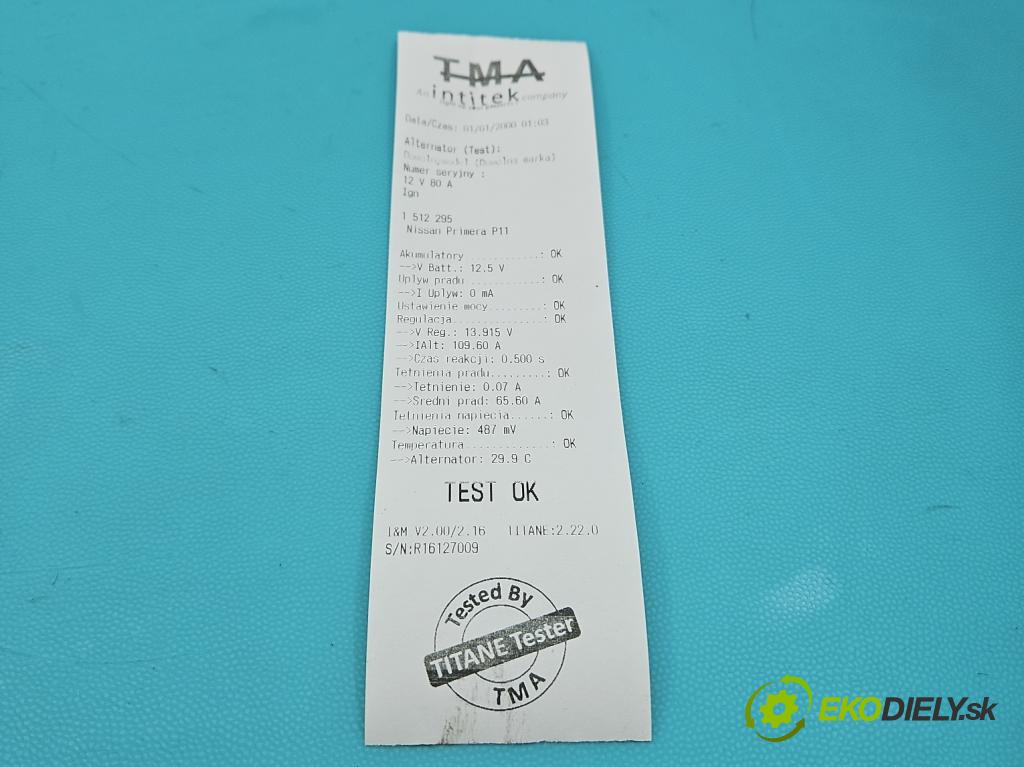 TMA
An intitek company
Data/Czas: 01/01/2000 01:03
Alternator (Test):
(Dowolna marka)
Numer seryjny :
12 V 80 A
Ign
1 512 295
Nissan Primera P11
Akumulatory ...........: OK
-->V Batt.: 12.5 V
Uplyw pradu ...........: OK
-->I Uplyw: 0 mA
Ustawienie mocy.........: OK
Regulacja...............: OK
-->V Reg.: 13.915 V
-->IAlt: 109.60 A
-->Czas reakcji: 0.500 s
Tetnienia pradu.........: OK
-->Tetnienie: 0.07 A
-->Sredni prad: 65.60 A
Tetnienia napiecia......: OK
-->Napiecie: 487 mV
Temperatura.............: OK
-->Alternator: 29.9 C
TEST OK
I&M V2.00/2.16 TITANE:2.22.0
S/N:R16127009
Tested By
TITANE Tester
TMA
EKODIELY.sk